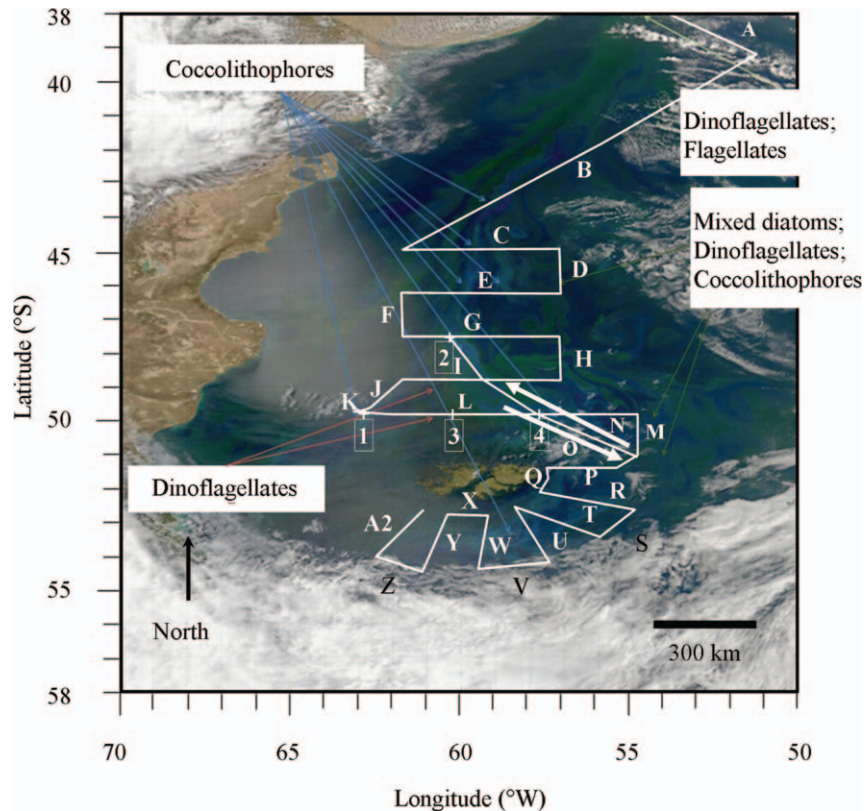 38
40
45
50
55
58
Latitude (°S)
Coccolithophores
A
Dinoflagellates;
Flagellates
B
Mixed diatoms;
Dinoflagellates;
Coccolithophores
C
D
E
F
G
2
H
I
J
K
L
1
3
4
N
M
O
Dinoflagellates
Q
P
R
X
A2
T
Y
W
U
S
Z
V
North
300 km
70
65
60
55
50
Longitude (°W)